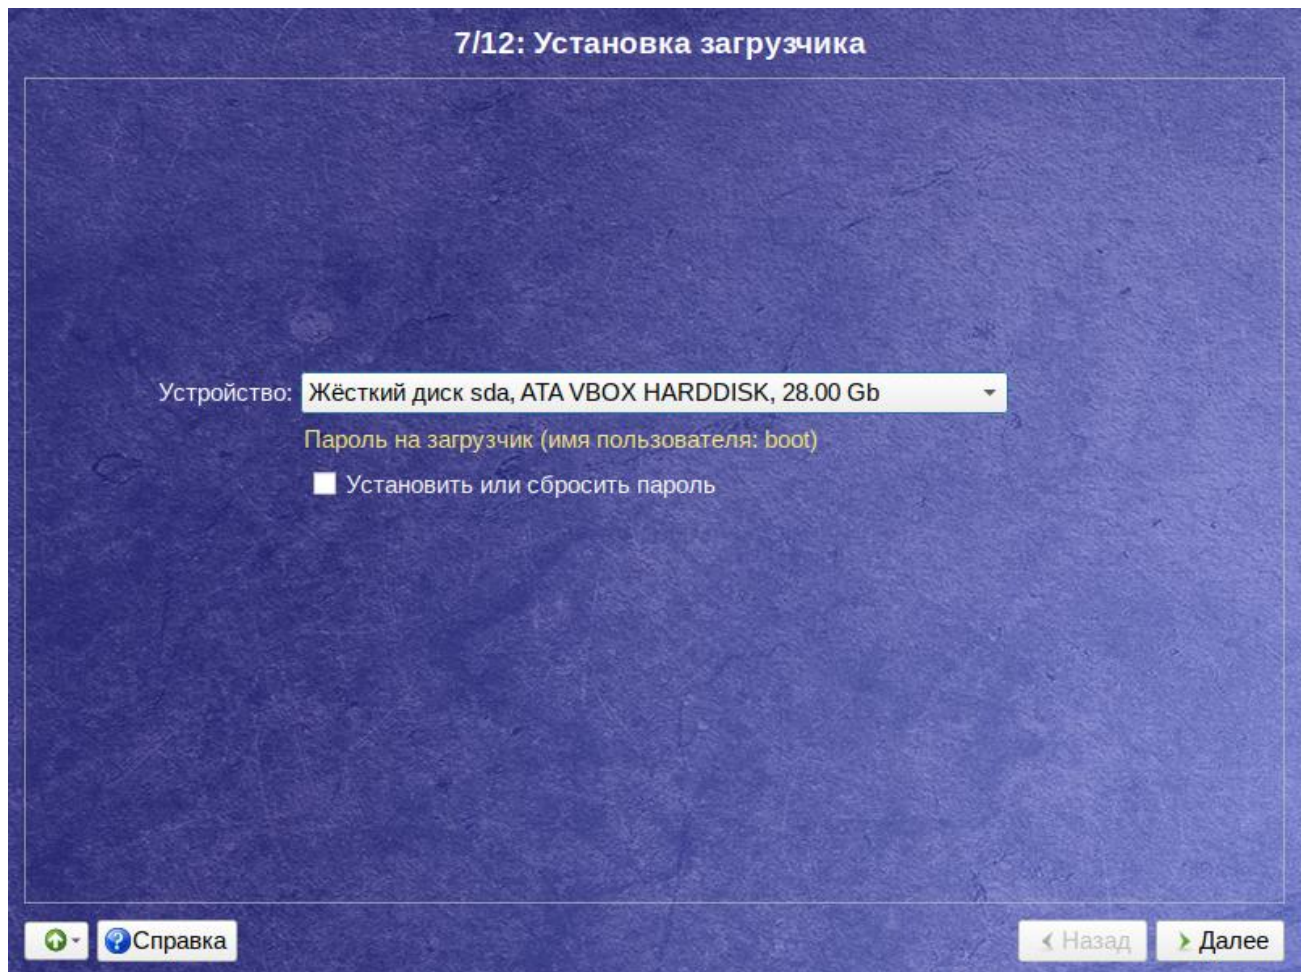 7/12: Установка загрузчика
Устройство: Жёсткий диск sda, ATA VBOX HARDDISK, 28.00 Gb
Пароль на загрузчик (имя пользователя: boot)
Установить или сбросить пароль
Справка Назад Далее